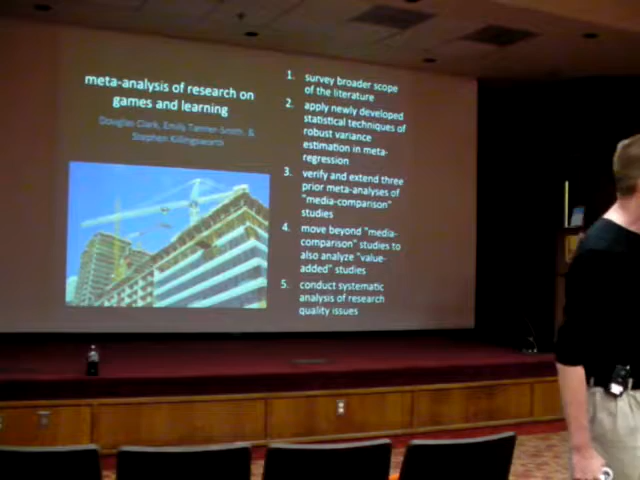 meta-analysis of research on
games and learning
Douglas Clark, Emily Tanner-Smith, &
Stephen Killingsworth
1. survey broader scope
of the literature
2. apply newly developed
statistical techniques of
robust variance
estimation in meta-
regression
3. verify and extend three
prior meta-analyses of
"media-comparison"
studies
4. move beyond "media-
comparison" studies to
also analyze "value-
added" studies
5. conduct systematic
analysis of research
quality issues